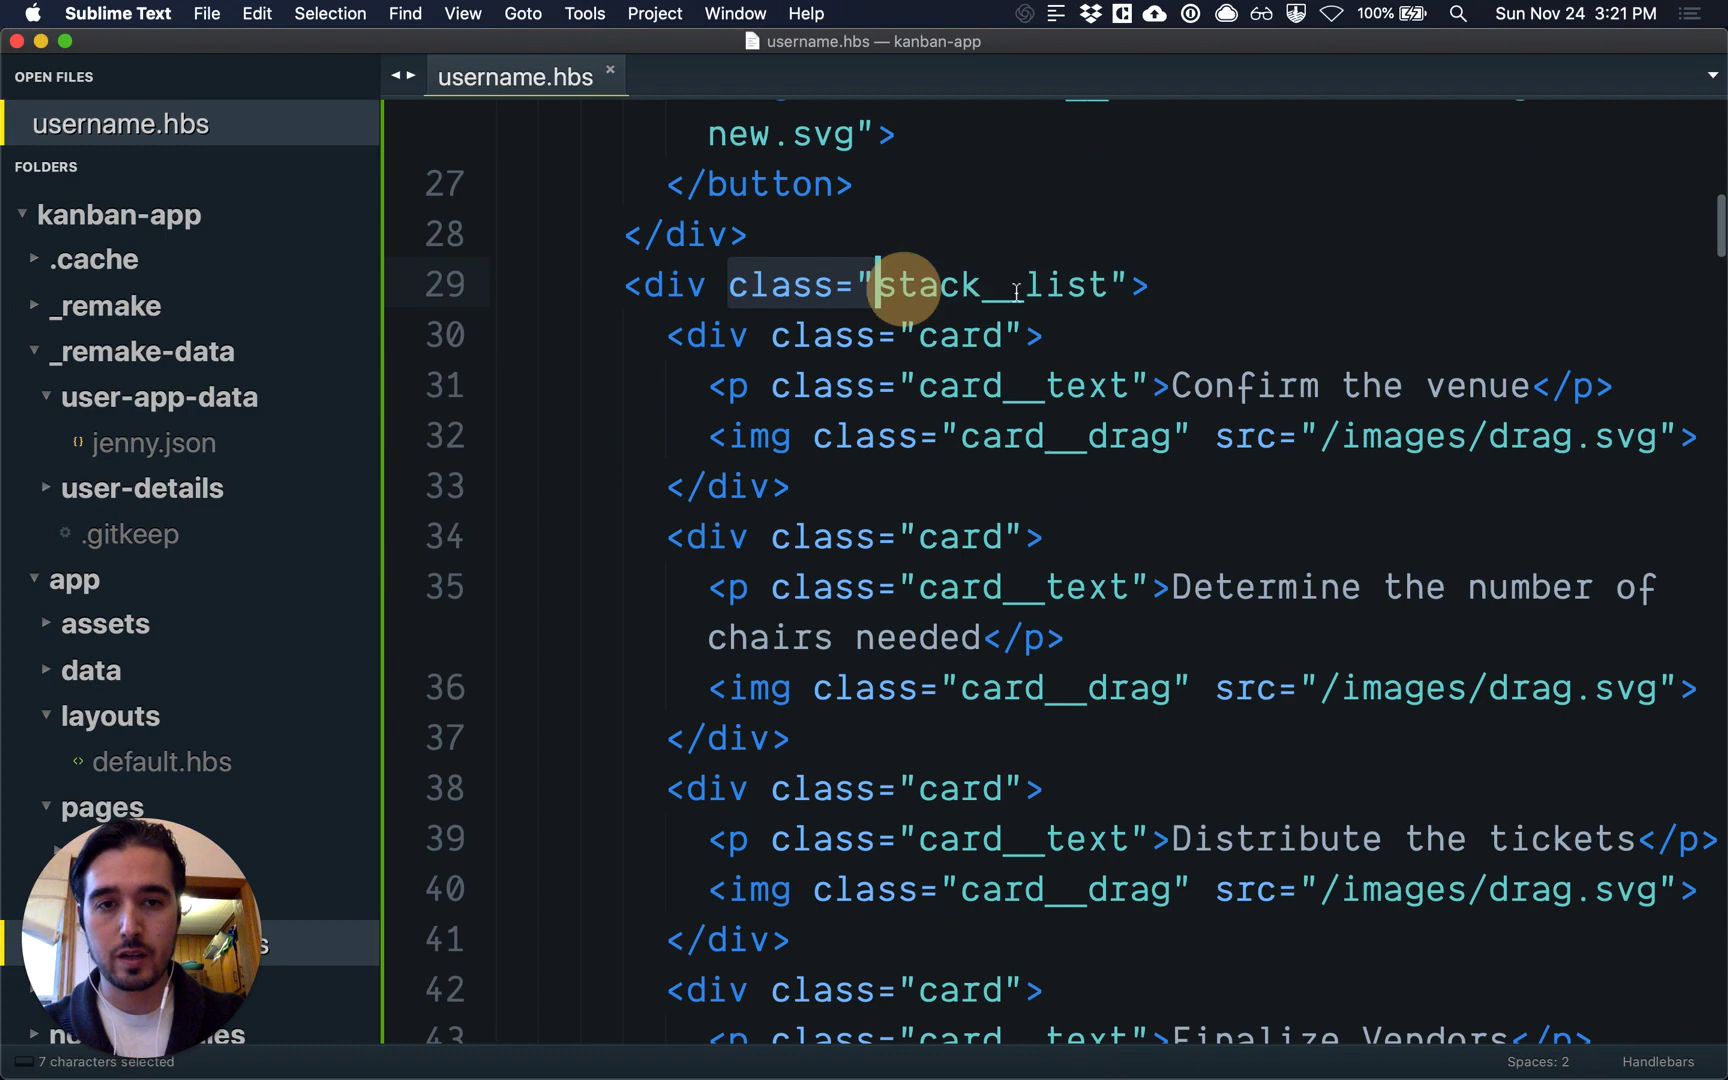 Sublime Text File Edit Selection Find View Goto Tools Project Window Help 100% Sun Nov 24 3:21 PM
username.hbs — kanban-app
OPEN FILES
username.hbs
FOLDERS
kanban-app
.cache
_remake
_remake-data
user-app-data
jenny.json
user-details
.gitkeep
app
assets
data
layouts
default.hbs
pages
username.hbs
new.svg">
27 </button>
28 </div>
29 <div class="stack__list">
30 <div class="card">
31 <p class="card__text">Confirm the venue</p>
32 <img class="card__drag" src="/images/drag.svg">
33 </div>
34 <div class="card">
35 <p class="card__text">Determine the number of
chairs needed</p>
36 <img class="card__drag" src="/images/drag.svg">
37 </div>
38 <div class="card">
39 <p class="card__text">Distribute the tickets</p>
40 <img class="card__drag" src="/images/drag.svg">
41 </div>
42 <div class="card">
43 <p class="card__text">Finalize Vendors</p>
7 characters selected Spaces: 2 Handlebars